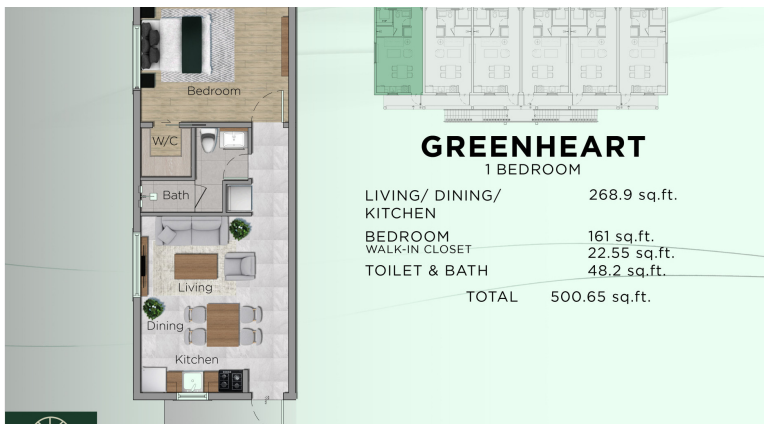 Bedroom
W/C
Bath
Living
Dining
Kitchen
GREENHEART
1 BEDROOM
LIVING/ DINING/ 268.9 sq.ft.
KITCHEN
BEDROOM 161 sq.ft.
WALK-IN CLOSET 22.55 sq.ft.
TOILET & BATH 48.2 sq.ft.
TOTAL 500.65 sq.ft.